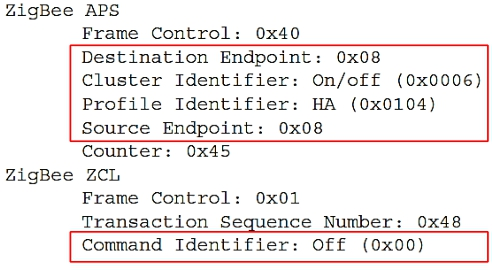 ZigBee APS
Frame Control: 0x40
Destination Endpoint: 0x08
Cluster Identifier: On/off (0x0006)
Profile Identifier: HA (0x0104)
Source Endpoint: 0x08
Counter: 0x45
ZigBee ZCL
Frame Control: 0x01
Transaction Sequence Number: 0x48
Command Identifier: Off (0x00)